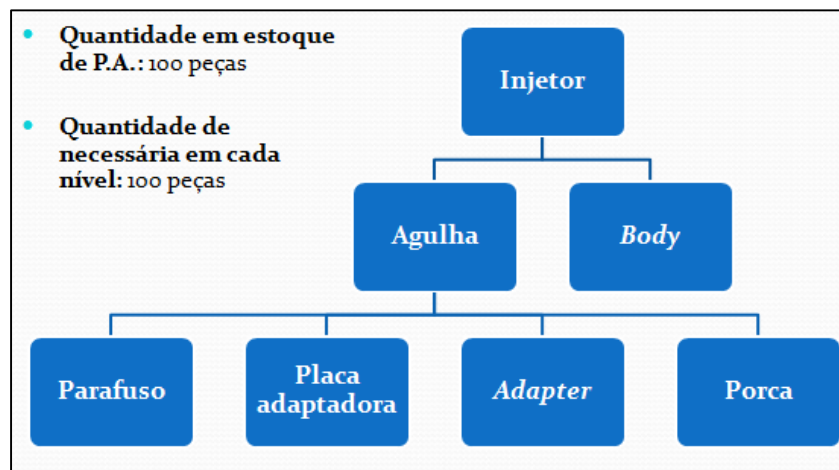 • Quantidade em estoque
de P.A.: 100 peças
• Quantidade de
necessária em cada
nível: 100 peças
Injetor
Agulha
Body
Parafuso
Placa
adaptadora
Adapter
Porca